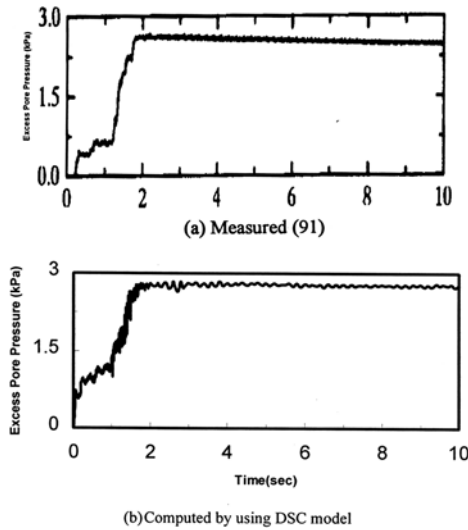 3.0
1.5
0.0
Excess Pore Pressure (kPa)
0 2 4 6 8 10
(a) Measured (91)
3
1.5
0
Excess Pore Pressure (kPa)
0 2 4 6 8 10
Time(sec)
(b)Computed by using DSC model